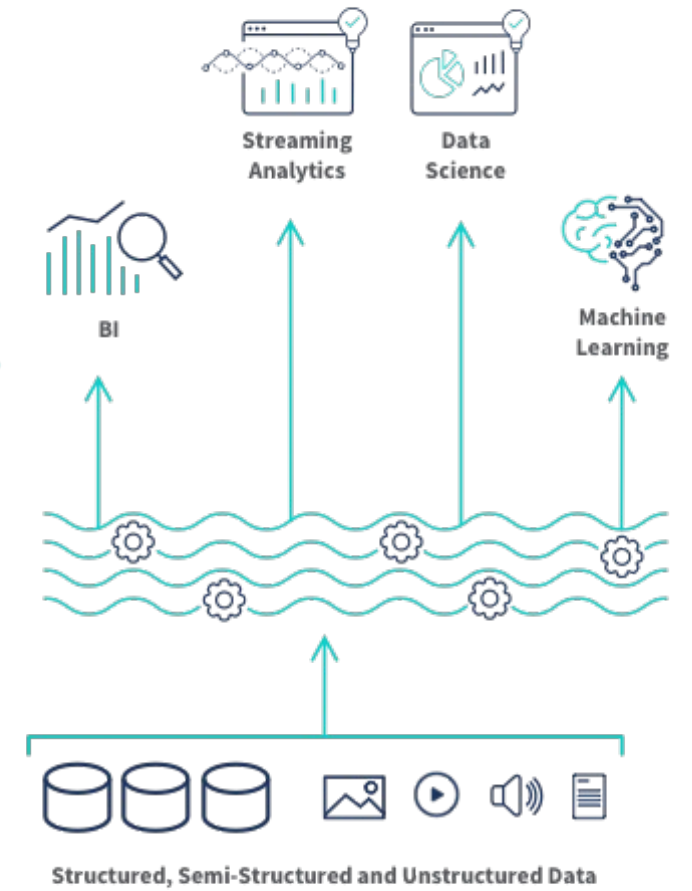 Streaming
Analytics
Data
Science
BI
Machine
Learning
Structured, Semi-Structured and Unstructured Data